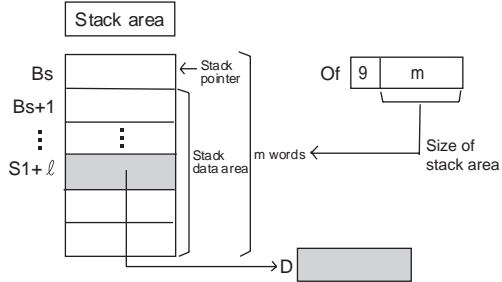 Stack area
Bs
Stack pointer
Of 9 m
Bs+1
⋮
⋮
Stack data area
m words
Size of stack area
S1+ℓ
D